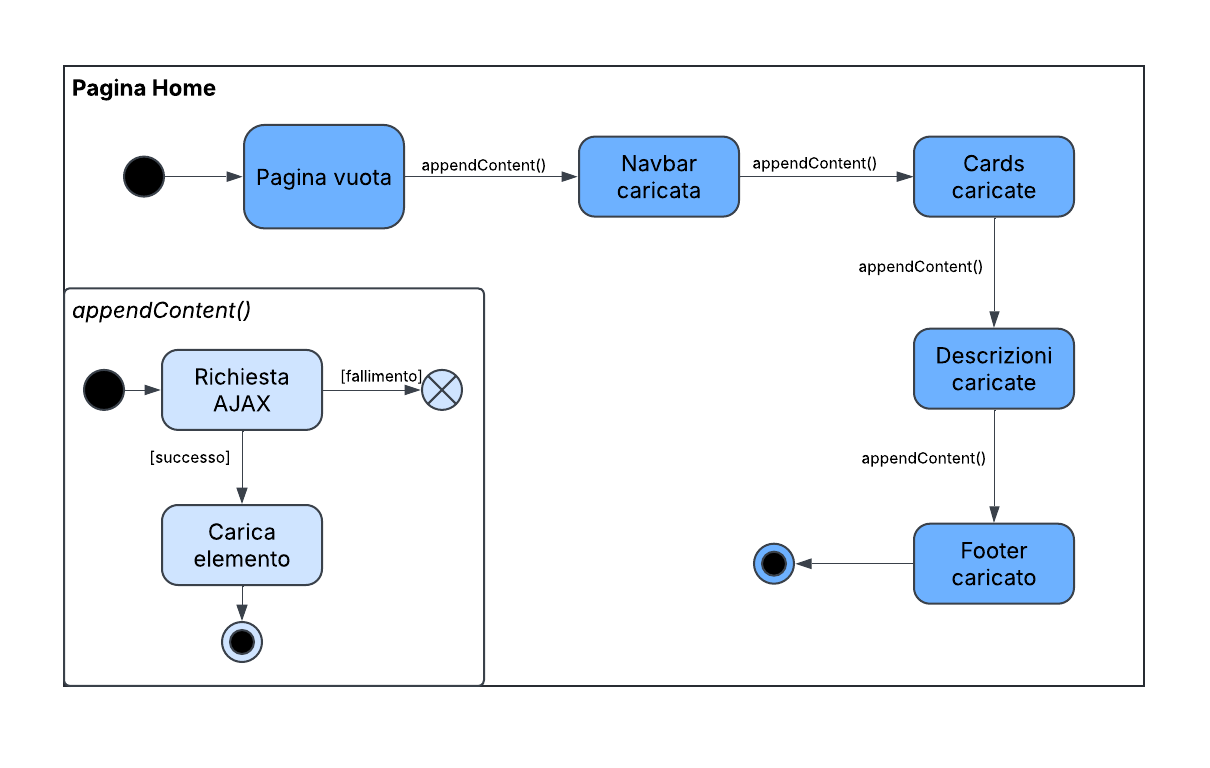 Pagina Home
Pagina vuota
appendContent()
Navbar
caricata
appendContent()
Cards
caricate
appendContent()
Descrizioni
caricate
appendContent()
Footer
caricato
appendContent()
Richiesta
AJAX
[fallimento]
[successo]
Carica
elemento